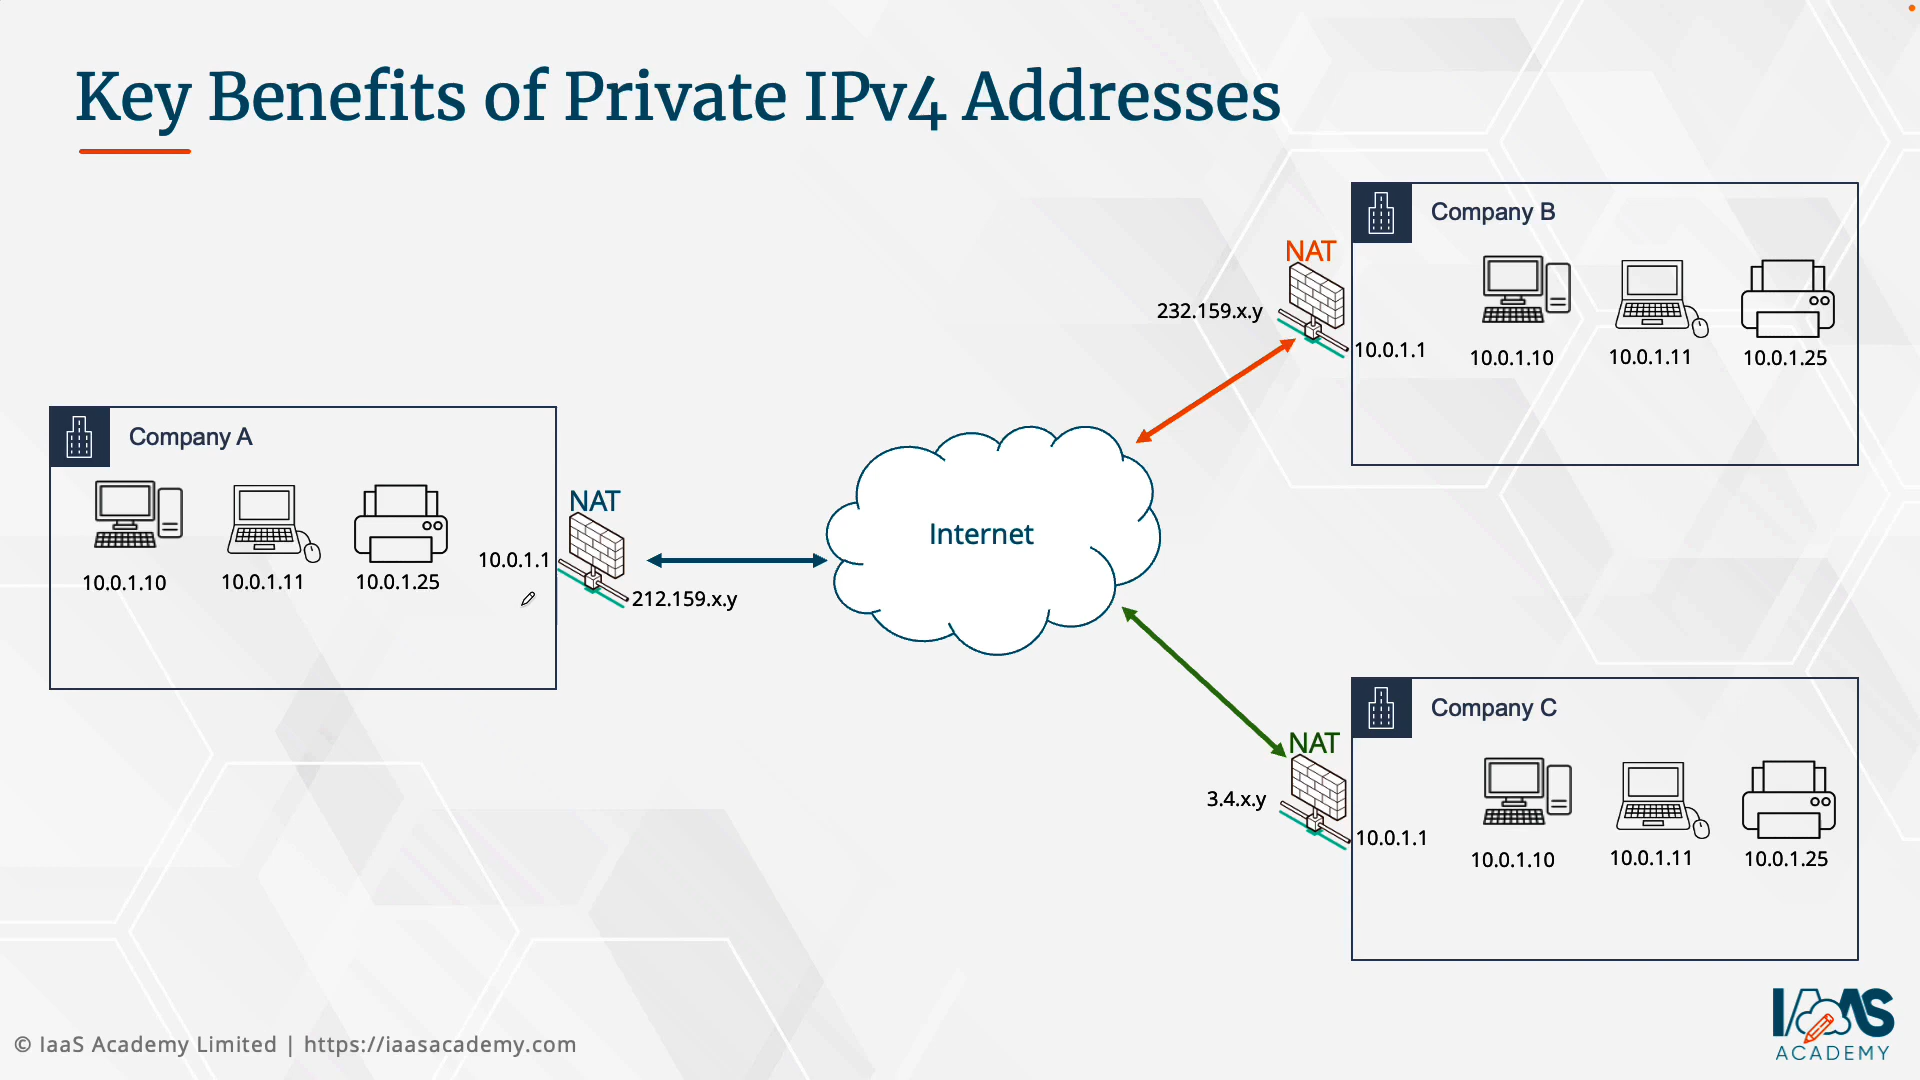 Key Benefits of Private IPv4 Addresses
Company B
NAT
232.159.x.y
10.0.1.1
10.0.1.10
10.0.1.11
10.0.1.25
Company A
NAT
10.0.1.10
10.0.1.11
10.0.1.25
10.0.1.1
212.159.x.y
Internet
Company C
NAT
3.4.x.y
10.0.1.1
10.0.1.10
10.0.1.11
10.0.1.25
© IaaS Academy Limited | https://iaasacademy.com
IAAS
ACADEMY